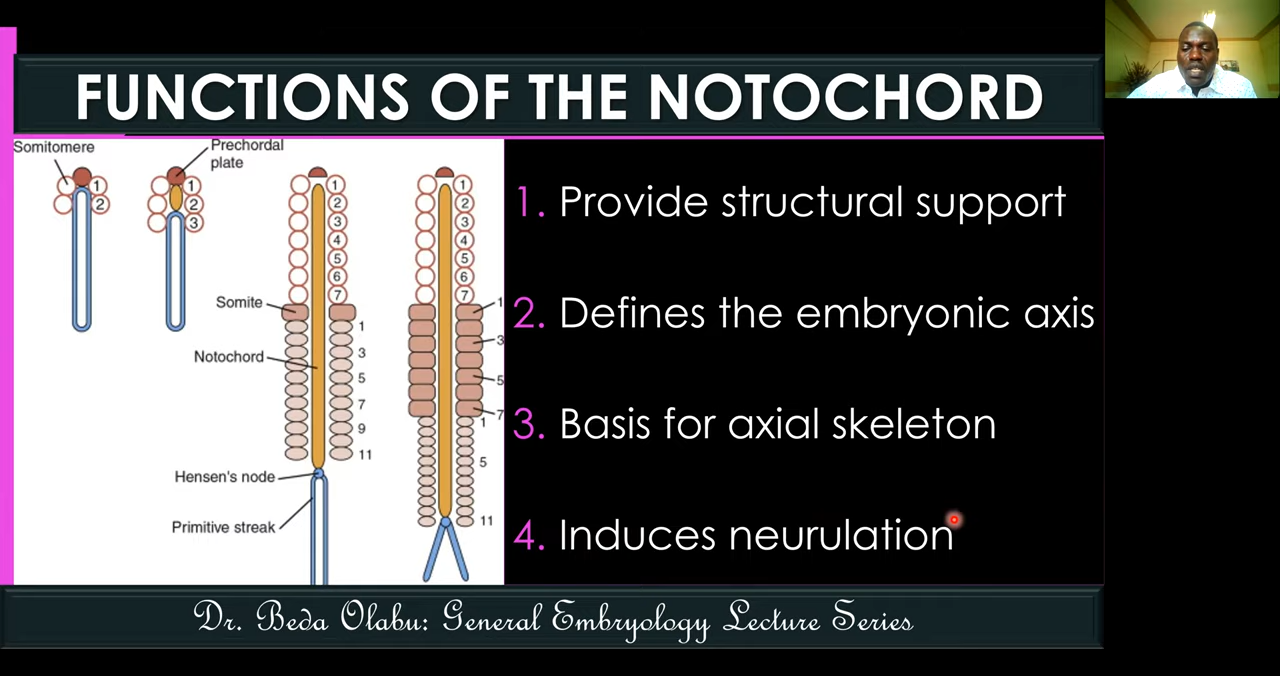 FUNCTIONS OF THE NOTOCHORD
Somitomere
Prechordal
plate
1
2
1
2
3
1
2
3
4
5
6
7
1
2
3
4
5
6
7
Somite
1
3
5
7
9
11
1
3
5
7
1
5
11
Notochord
Hensen's node
Primitive streak
1. Provide structural support
2. Defines the embryonic axis
3. Basis for axial skeleton
4. Induces neurulation
Dr. Beda Olabu: General Embryology Lecture Series